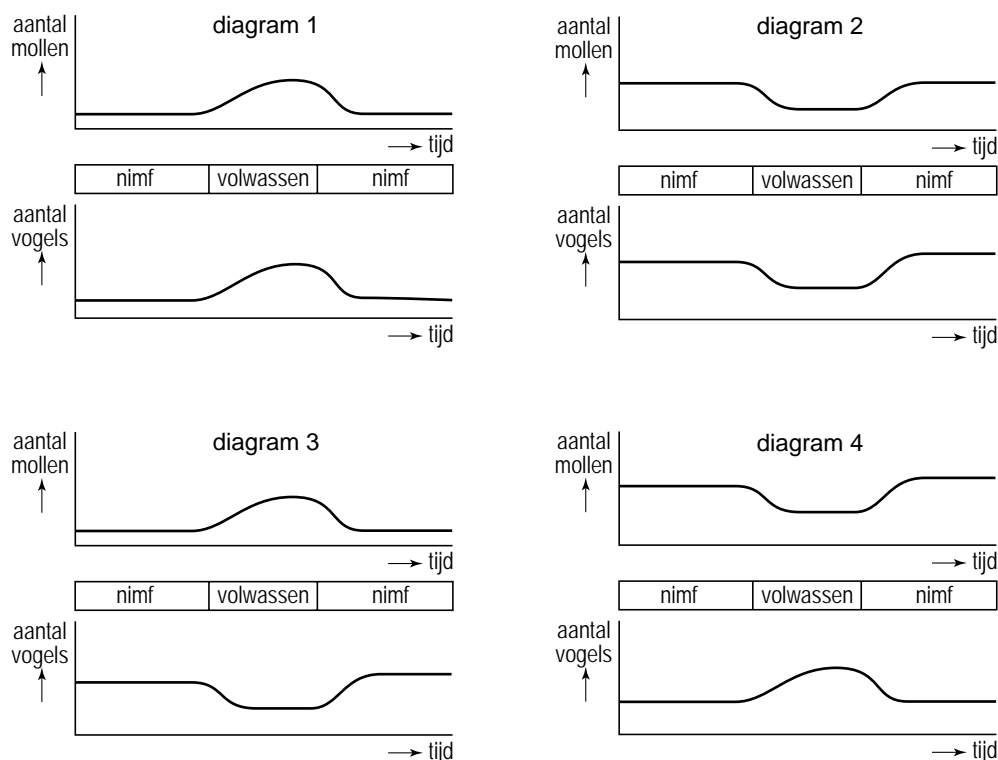 diagram 1
aantal
mollen
tijd
nimf volwassen nimf
aantal
vogels
tijd
diagram 2
aantal
mollen
tijd
nimf volwassen nimf
aantal
vogels
tijd
diagram 3
aantal
mollen
tijd
nimf volwassen nimf
aantal
vogels
tijd
diagram 4
aantal
mollen
tijd
nimf volwassen nimf
aantal
vogels
tijd